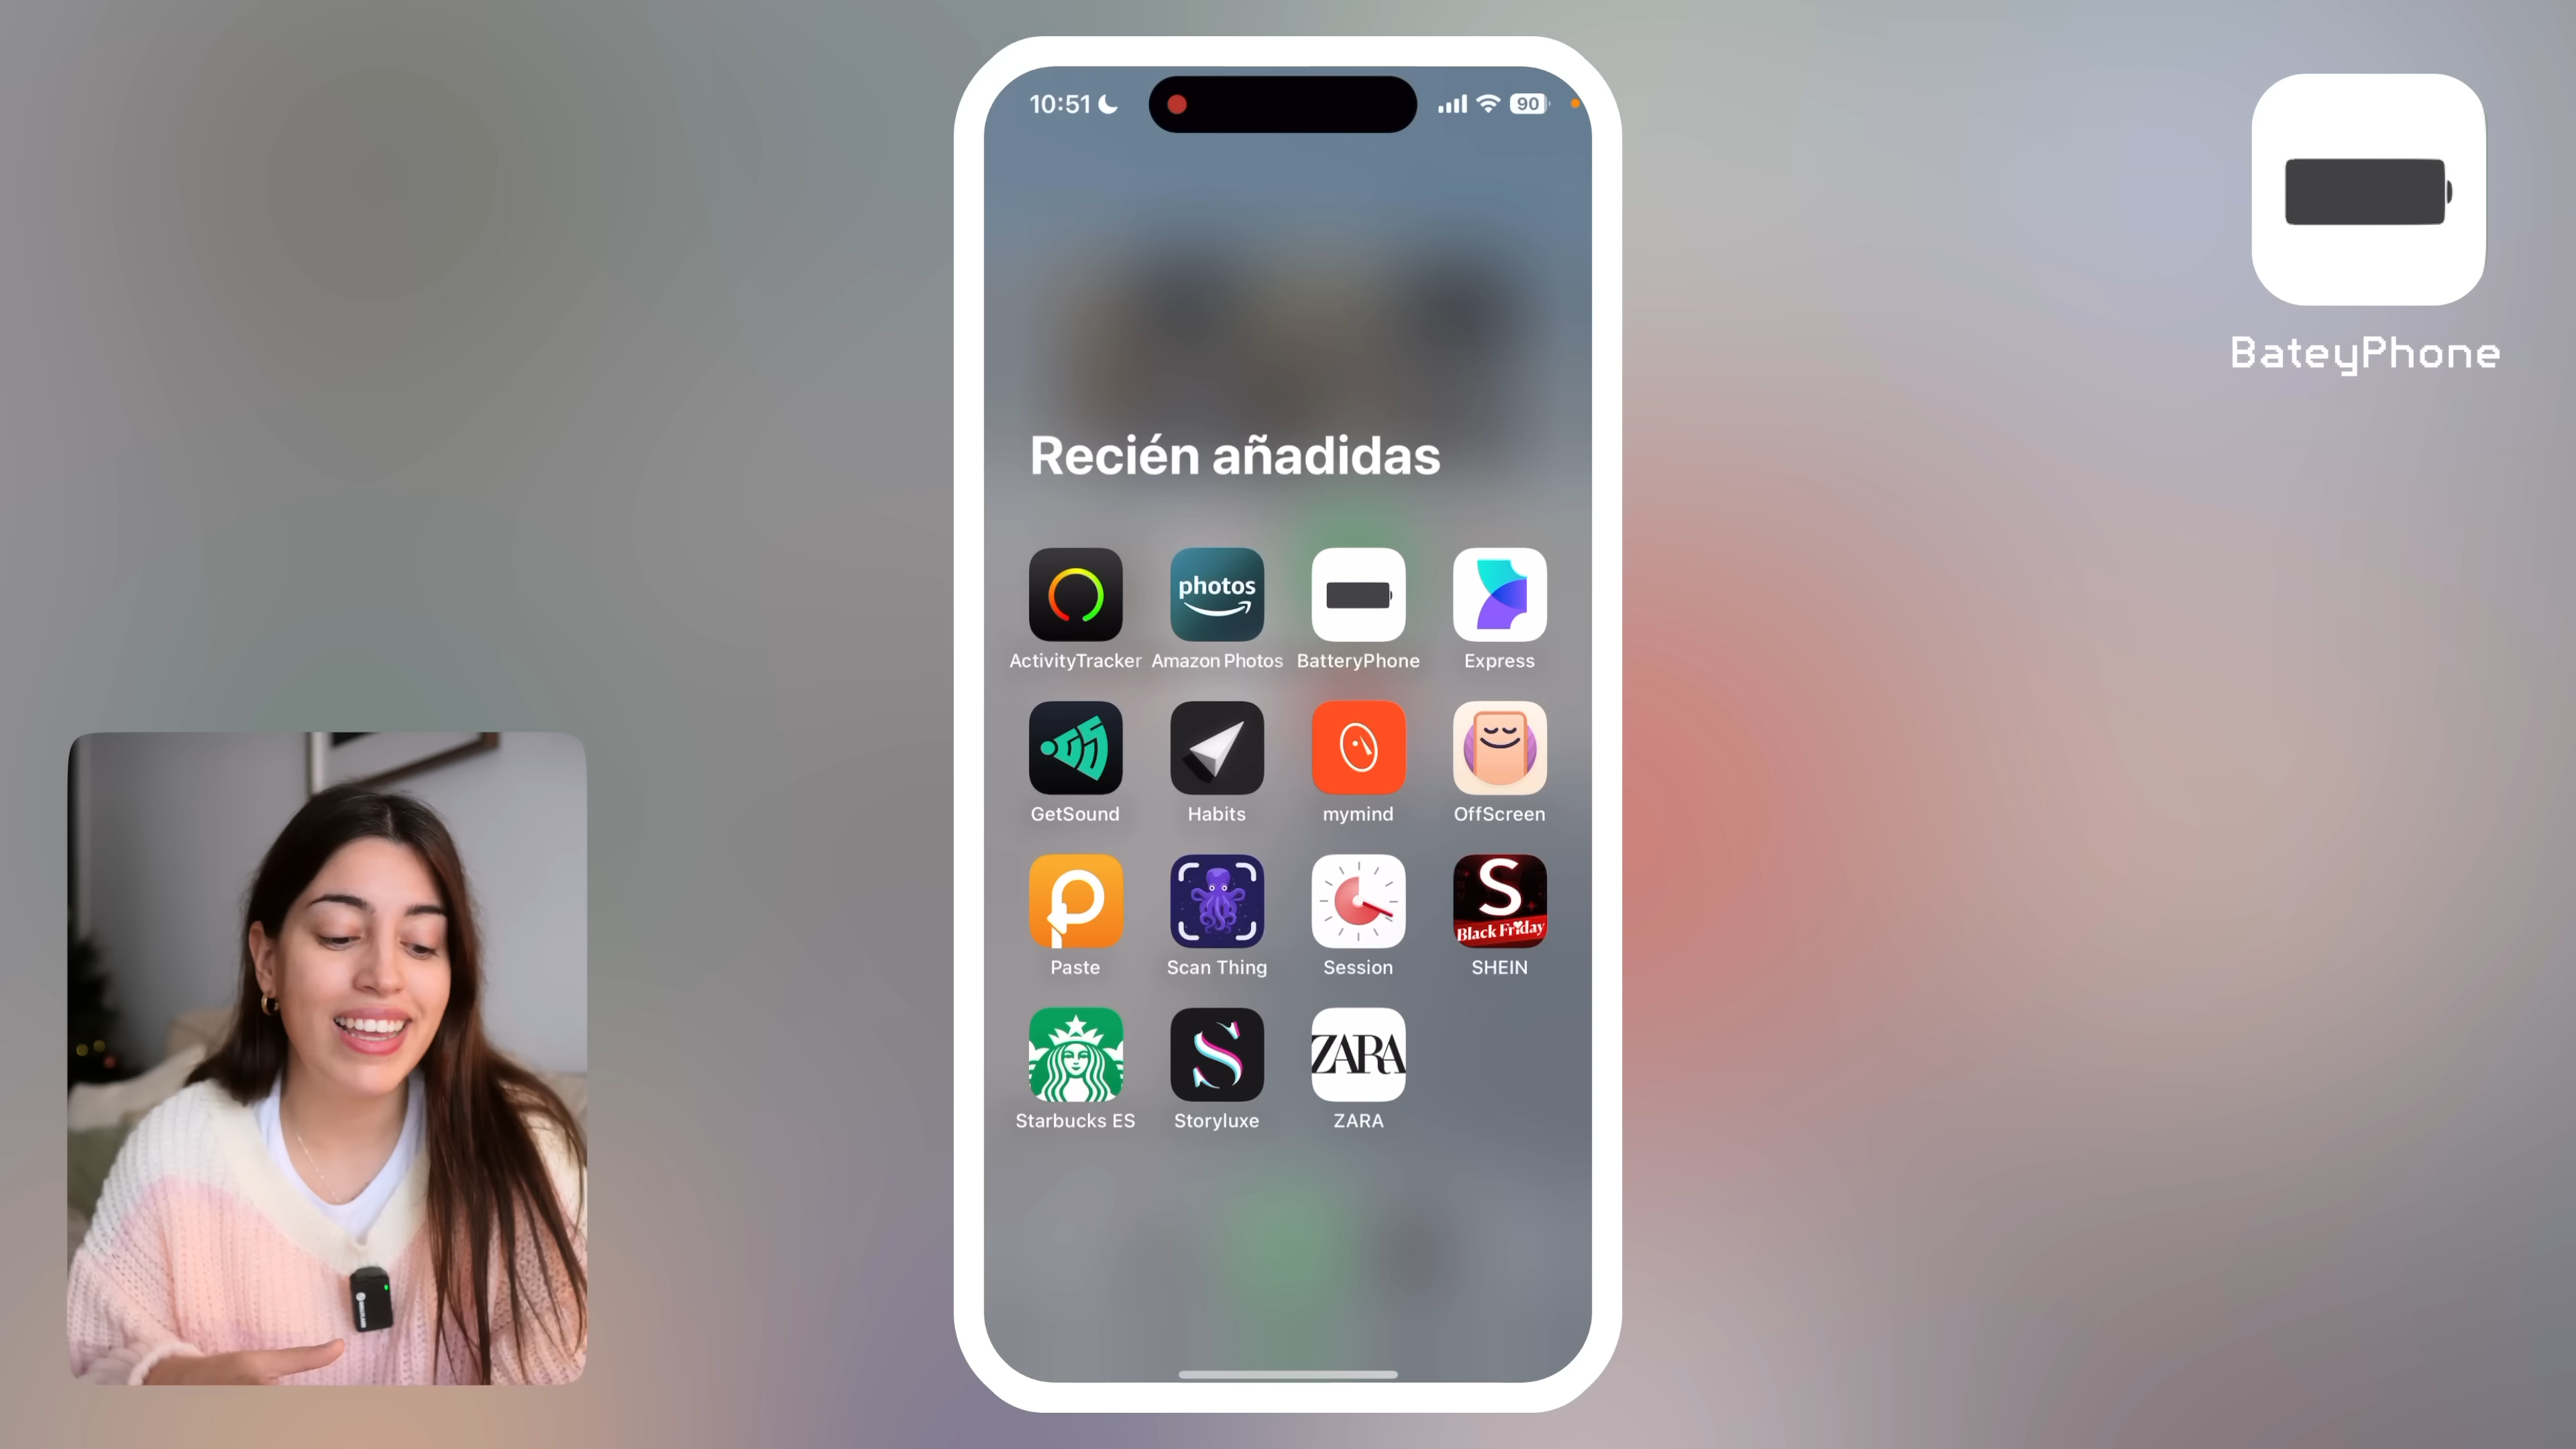 10:51
90
BateyPhone
Recién añadidas
photos
ActivityTracker
Amazon Photos
BatteryPhone
Express
GetSound
Habits
mymind
OffScreen
S
Black Friday
Paste
Scan Thing
Session
SHEIN
ZARA
Starbucks ES
Storyluxe
ZARA